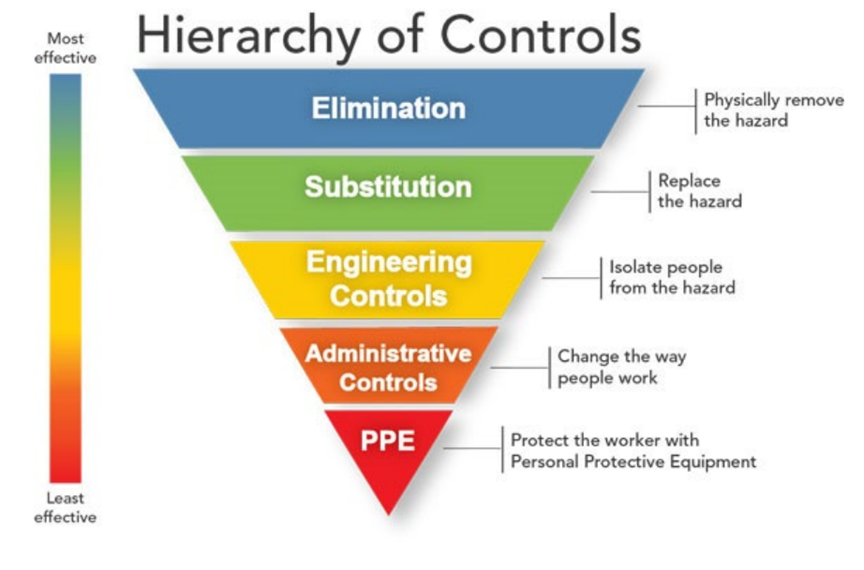 Hierarchy of Controls
Most
effective
Elimination
Physically remove
the hazard
Substitution
Replace
the hazard
Engineering
Controls
Isolate people
from the hazard
Administrative
Controls
Change the way
people work
PPE
Protect the worker with
Personal Protective Equipment
Least
effective